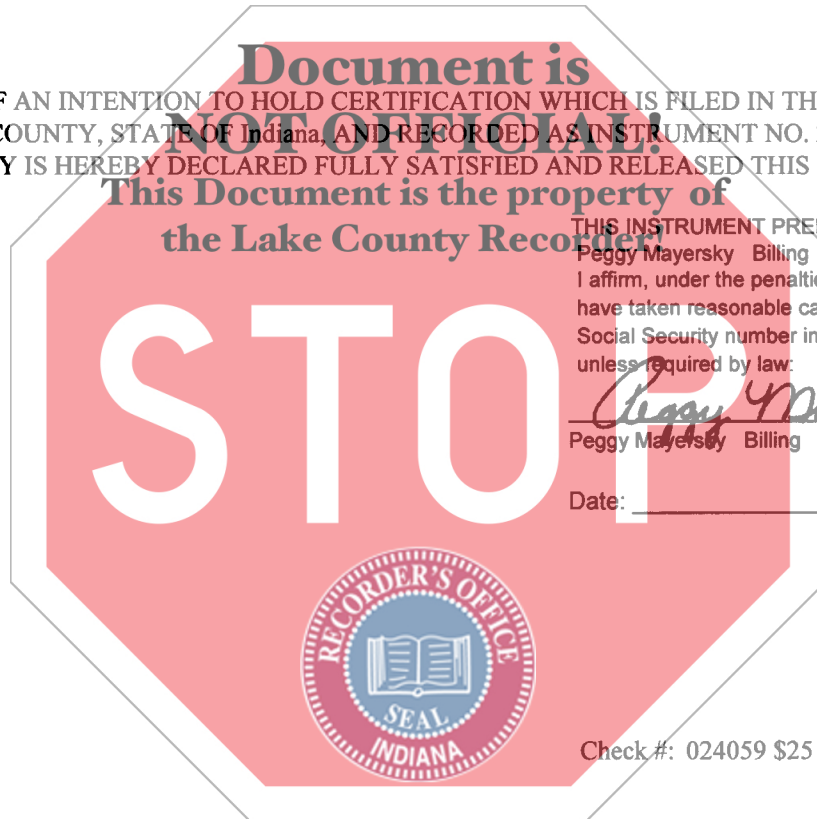 Document is
F AN INTENTION TO HOLD CERTIFICATION WHICH IS FILED IN TH
NOT OFFICIAL!
COUNTY, STATE OF Indiana, AND RECORDED AS INSTRUMENT NO.
Y IS HEREBY DECLARED FULLY SATISFIED AND RELEASED THIS
This Document is the property of
the Lake County Recorder!
THIS INSTRUMENT PRE
Peggy Mayersky Billing
I affirm, under the penaltie
have taken reasonable ca
Social Security number in
unless required by law:
STOP
Peggy
Peggy Mayersky Billing
Date:
RECORDER'S OFFICE
SEAL
INDIANA
Check #: 024059 $25